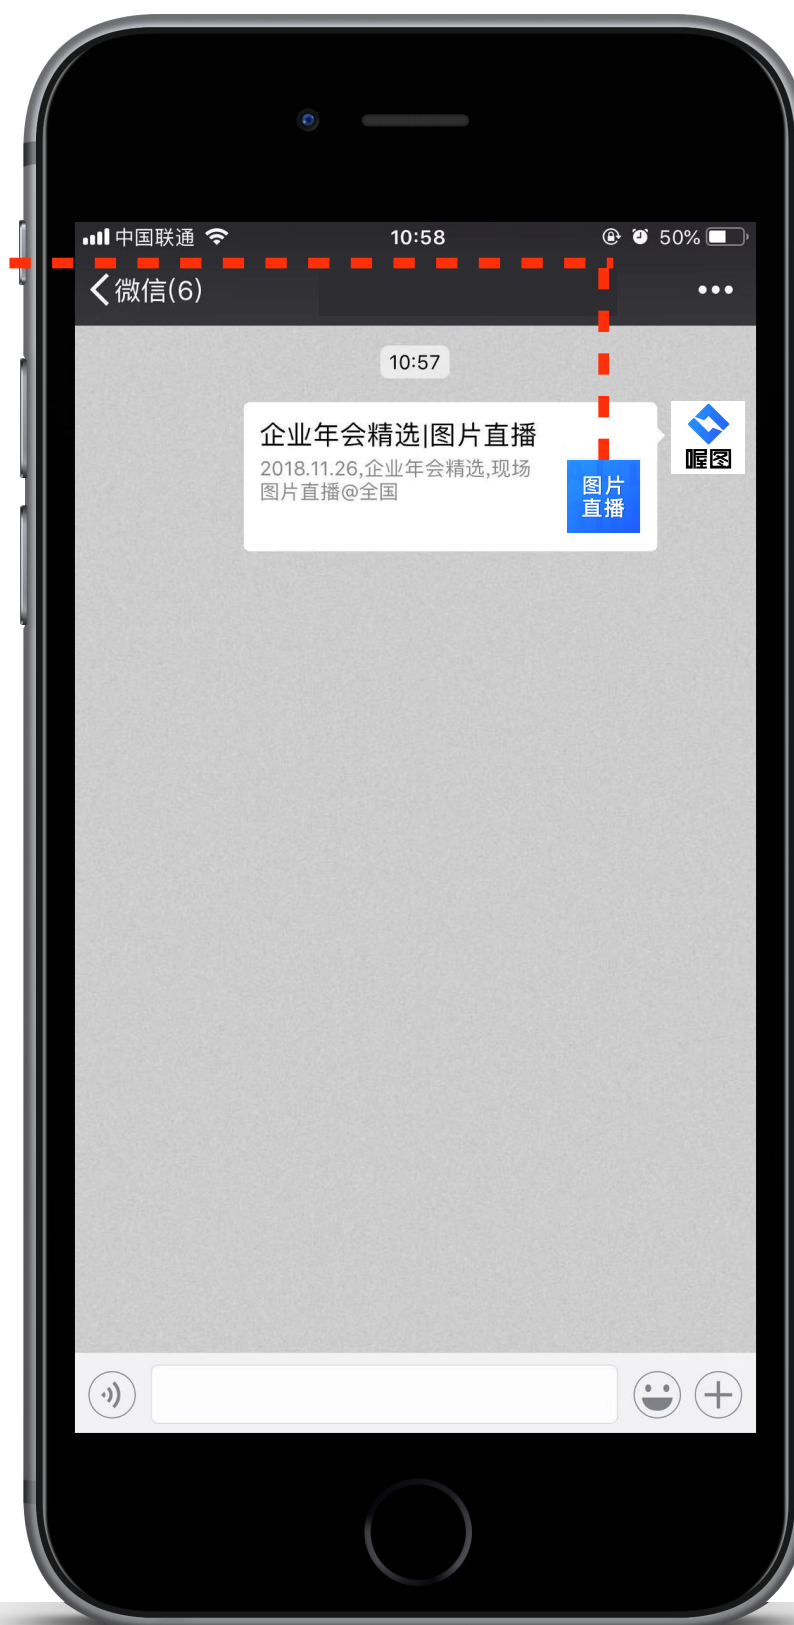 中国联通 10:58 50%
微信(6)
10:57
企业年会精选|图片直播
2018.11.26,企业年会精选,现场
图片直播@全国
图片
直播
喔图